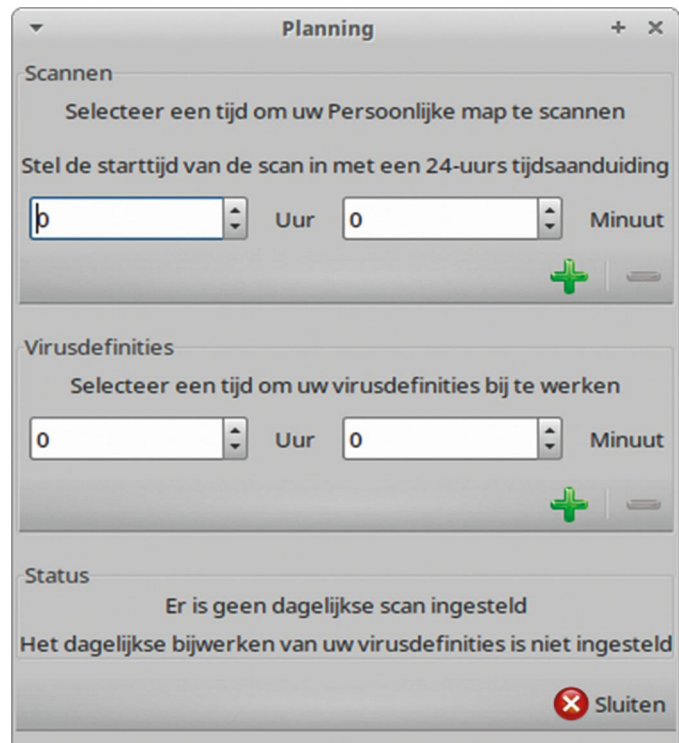 Planning
Scannen
Selecteer een tijd om uw Persoonlijke map te scannen
Stel de starttijd van de scan in met een 24-uurs tijdsaanduiding
0 Uur 0 Minuut
Virusdefinities
Selecteer een tijd om uw virusdefinities bij te werken
0 Uur 0 Minuut
Status
Er is geen dagelijkse scan ingesteld
Het dagelijkse bijwerken van uw virusdefinities is niet ingesteld
Sluiten